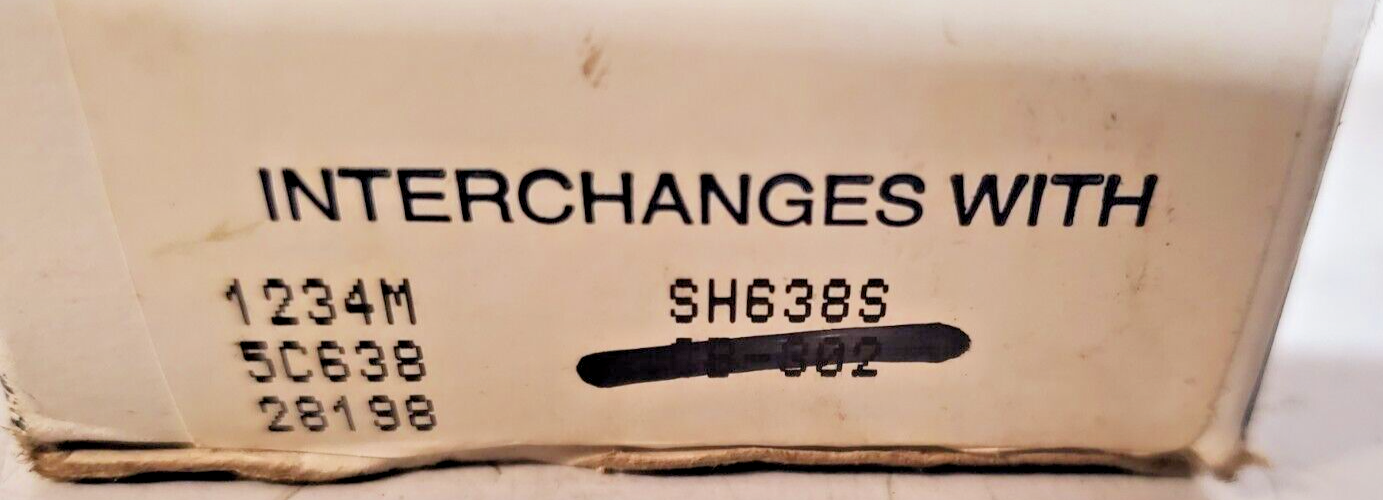 INTERCHANGES WITH
1234M SH638S
5C638
28198